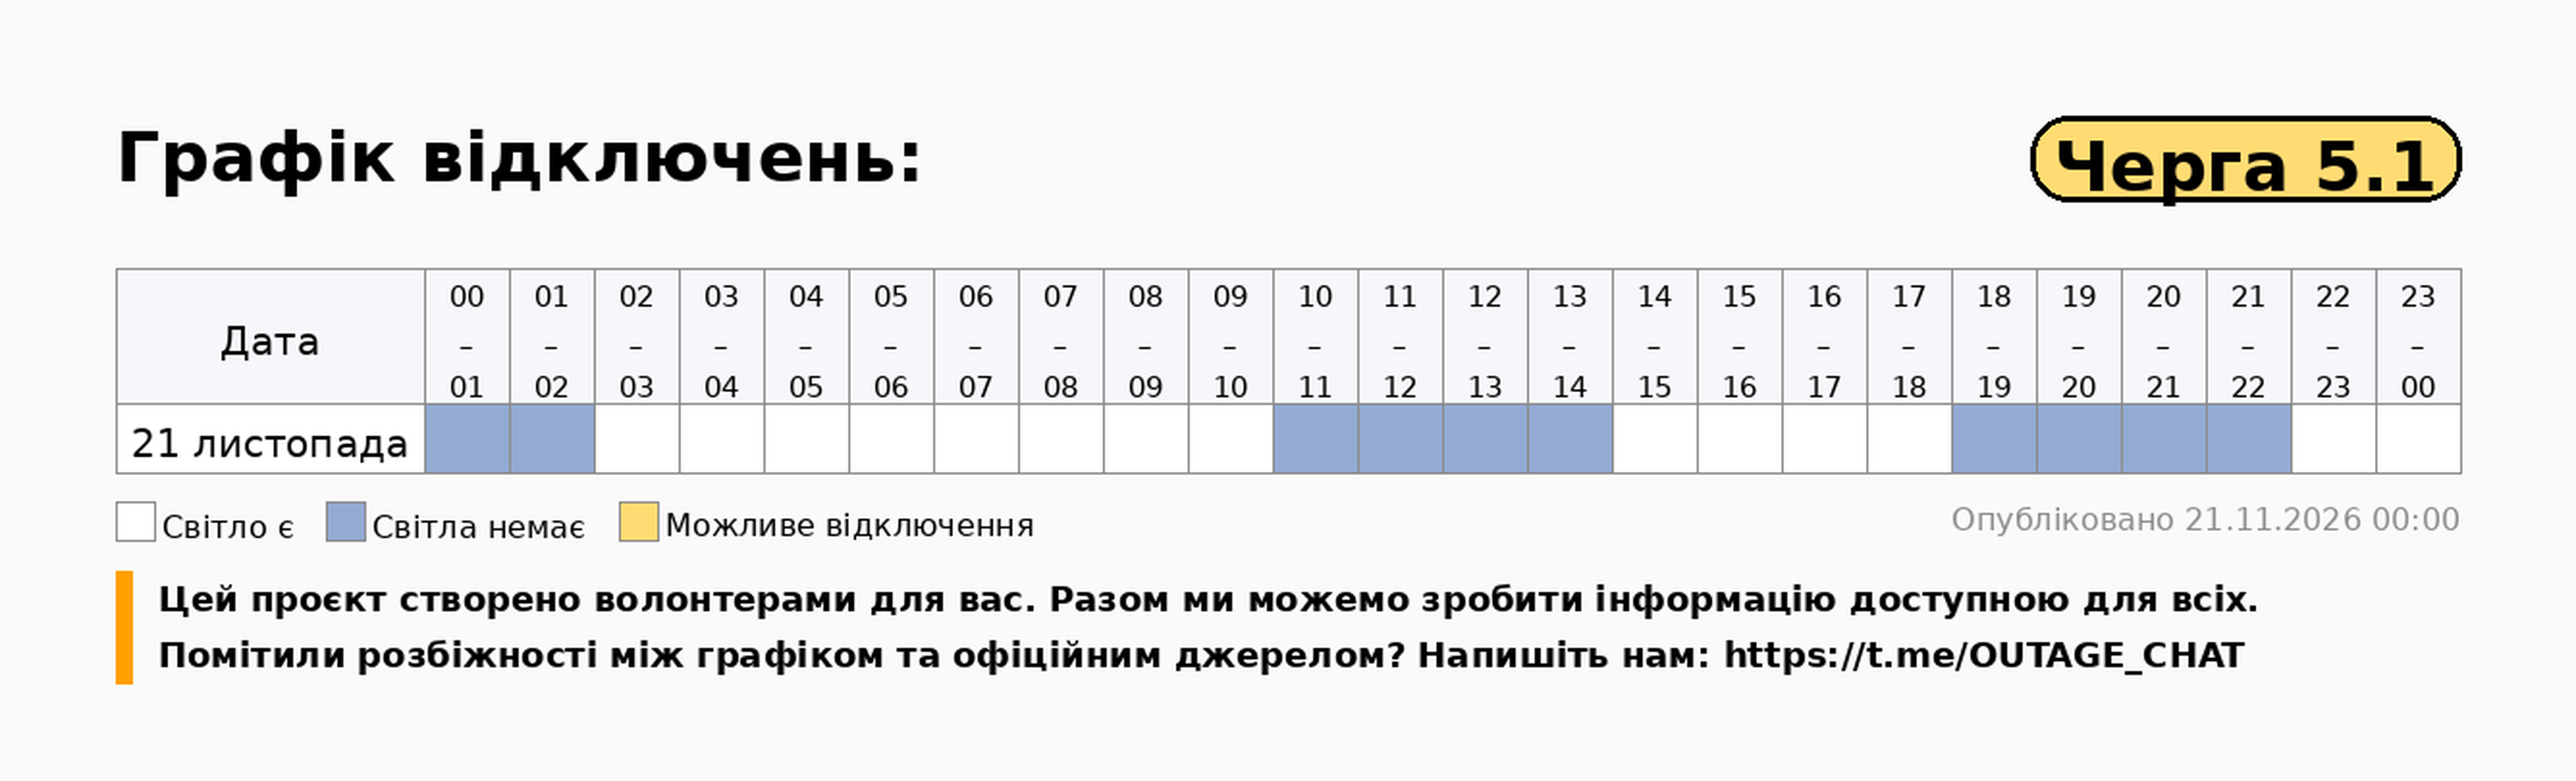 Графік відключень:
Черга 5.1
Дата
00 – 01
01 – 02
02 – 03
03 – 04
04 – 05
05 – 06
06 – 07
07 – 08
08 – 09
09 – 10
10 – 11
11 – 12
12 – 13
13 – 14
14 – 15
15 – 16
16 – 17
17 – 18
18 – 19
19 – 20
20 – 21
21 – 22
22 – 23
23 – 00
21 листопада
Світло є
Світла немає
Можливе відключення
Опубліковано 21.11.2026 00:00
Цей проєкт створено волонтерами для вас. Разом ми можемо зробити інформацію доступною для всіх.
Помітили розбіжності між графіком та офіційним джерелом? Напишіть нам: https://t.me/OUTAGE_CHAT